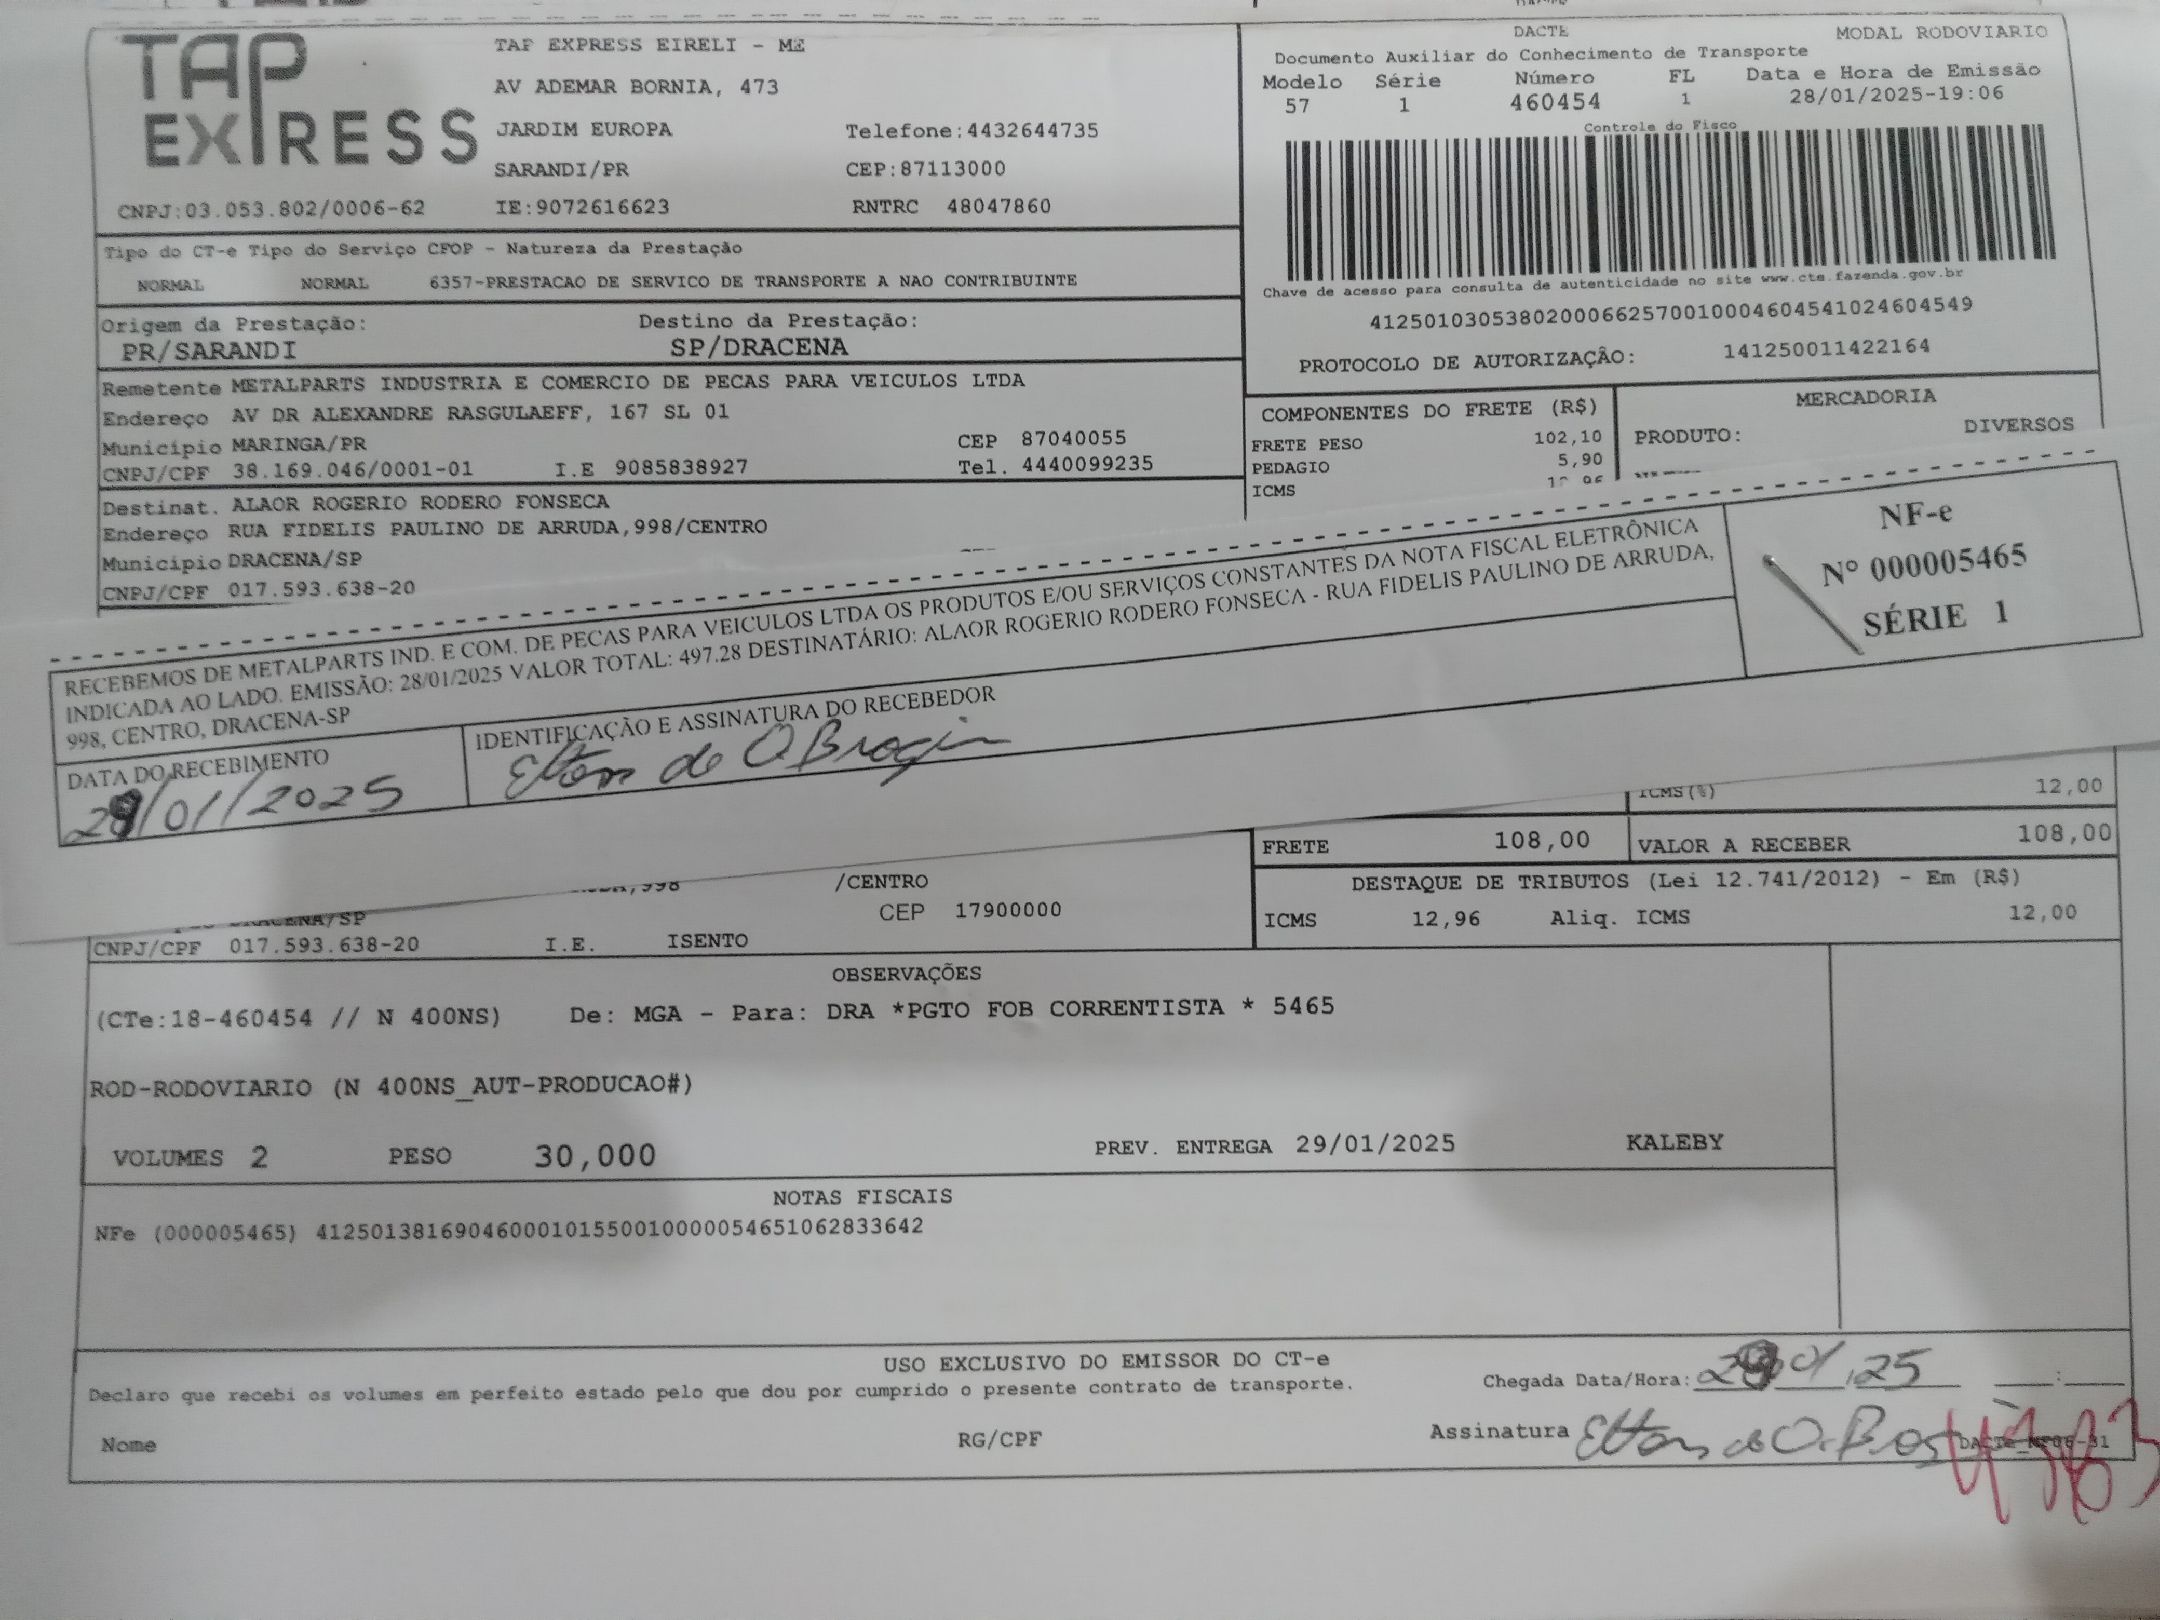 TAP EXPRESS
TAP EXPRESS EIRELI - ME
AV ADEMAR BORNIA, 473
JARDIM EUROPA Telefone:4432644735
SARANDI/PR CEP:87113000
CNPJ:03.053.802/0006-62 IE:9072616623 RNTRC 48047860
DACTE MODAL RODOVIARIO
Documento Auxiliar do Conhecimento de Transporte
Modelo Série Número FL Data e Hora de Emissão
57 1 460454 1 28/01/2025-19:06
Controle do Fisco
Chave de acesso para consulta de autenticidade no site www.cte.fazenda.gov.br
41250103053802000662570010004604541024604549
PROTOCOLO DE AUTORIZAÇÃO: 141250011422164
Tipo do CT-e Tipo do Serviço CFOP - Natureza da Prestação
NORMAL NORMAL 6357-PRESTACAO DE SERVICO DE TRANSPORTE A NAO CONTRIBUINTE
Origem da Prestação: Destino da Prestação:
PR/SARANDI SP/DRACENA
Remetente METALPARTS INDUSTRIA E COMERCIO DE PECAS PARA VEICULOS LTDA
Endereço AV DR ALEXANDRE RASGULAEFF, 167 SL 01
Município MARINGA/PR CEP 87040055
CNPJ/CPF 38.169.046/0001-01 I.E 9085838927 Tel. 4440099235
Destinat. ALAOR ROGERIO RODERO FONSECA
Endereço RUA FIDELIS PAULINO DE ARRUDA,998/CENTRO
Município DRACENA/SP
CNPJ/CPF 017.593.638-20
COMPONENTES DO FRETE (R$)
FRETE PESO 102,10
PEDAGIO 5,90
ICMS
MERCADORIA
PRODUTO: DIVERSOS
RECEBEMOS DE METALPARTS IND. E COM. DE PECAS PARA VEICULOS LTDA OS PRODUTOS E/OU SERVIÇOS CONSTANTES DA NOTA FISCAL ELETRÔNICA
INDICADA AO LADO. EMISSÃO: 28/01/2025 VALOR TOTAL: 497.28 DESTINATÁRIO: ALAOR ROGERIO RODERO FONSECA - RUA FIDELIS PAULINO DE ARRUDA,
998, CENTRO, DRACENA-SP
NF-e
Nº 000005465
SÉRIE 1
DATA DO RECEBIMENTO IDENTIFICAÇÃO E ASSINATURA DO RECEBEDOR
29/01/2025 Elton de O.
ICMS(%) 12,00
FRETE 108,00 VALOR A RECEBER 108,00
DESTAQUE DE TRIBUTOS (Lei 12.741/2012) - Em (R$)
ICMS 12,96 Aliq. ICMS 12,00
/CENTRO
DRACENA/SP CEP 17900000
CNPJ/CPF 017.593.638-20 I.E. ISENTO
OBSERVAÇÕES
(CTe:18-460454 // N 400NS) De: MGA - Para: DRA *PGTO FOB CORRENTISTA * 5465
ROD-RODOVIARIO (N 400NS_AUT-PRODUCAO#)
VOLUMES 2 PESO 30,000 PREV. ENTREGA 29/01/2025 KALEBY
NOTAS FISCAIS
NFe (000005465) 41250138169046000101550010000054651062833642
USO EXCLUSIVO DO EMISSOR DO CT-e
Declaro que recebi os volumes em perfeito estado pelo que dou por cumprido o presente contrato de transporte.
Chegada Data/Hora: 29 01 25
Nome RG/CPF Assinatura Elton de O.